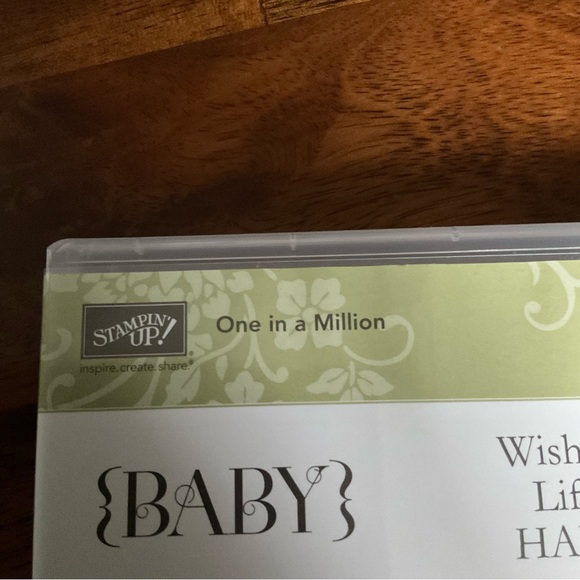 STAMPIN' UP!®
inspire. create. share.®
One in a Million
{BABY}
Wish
Lif
HA